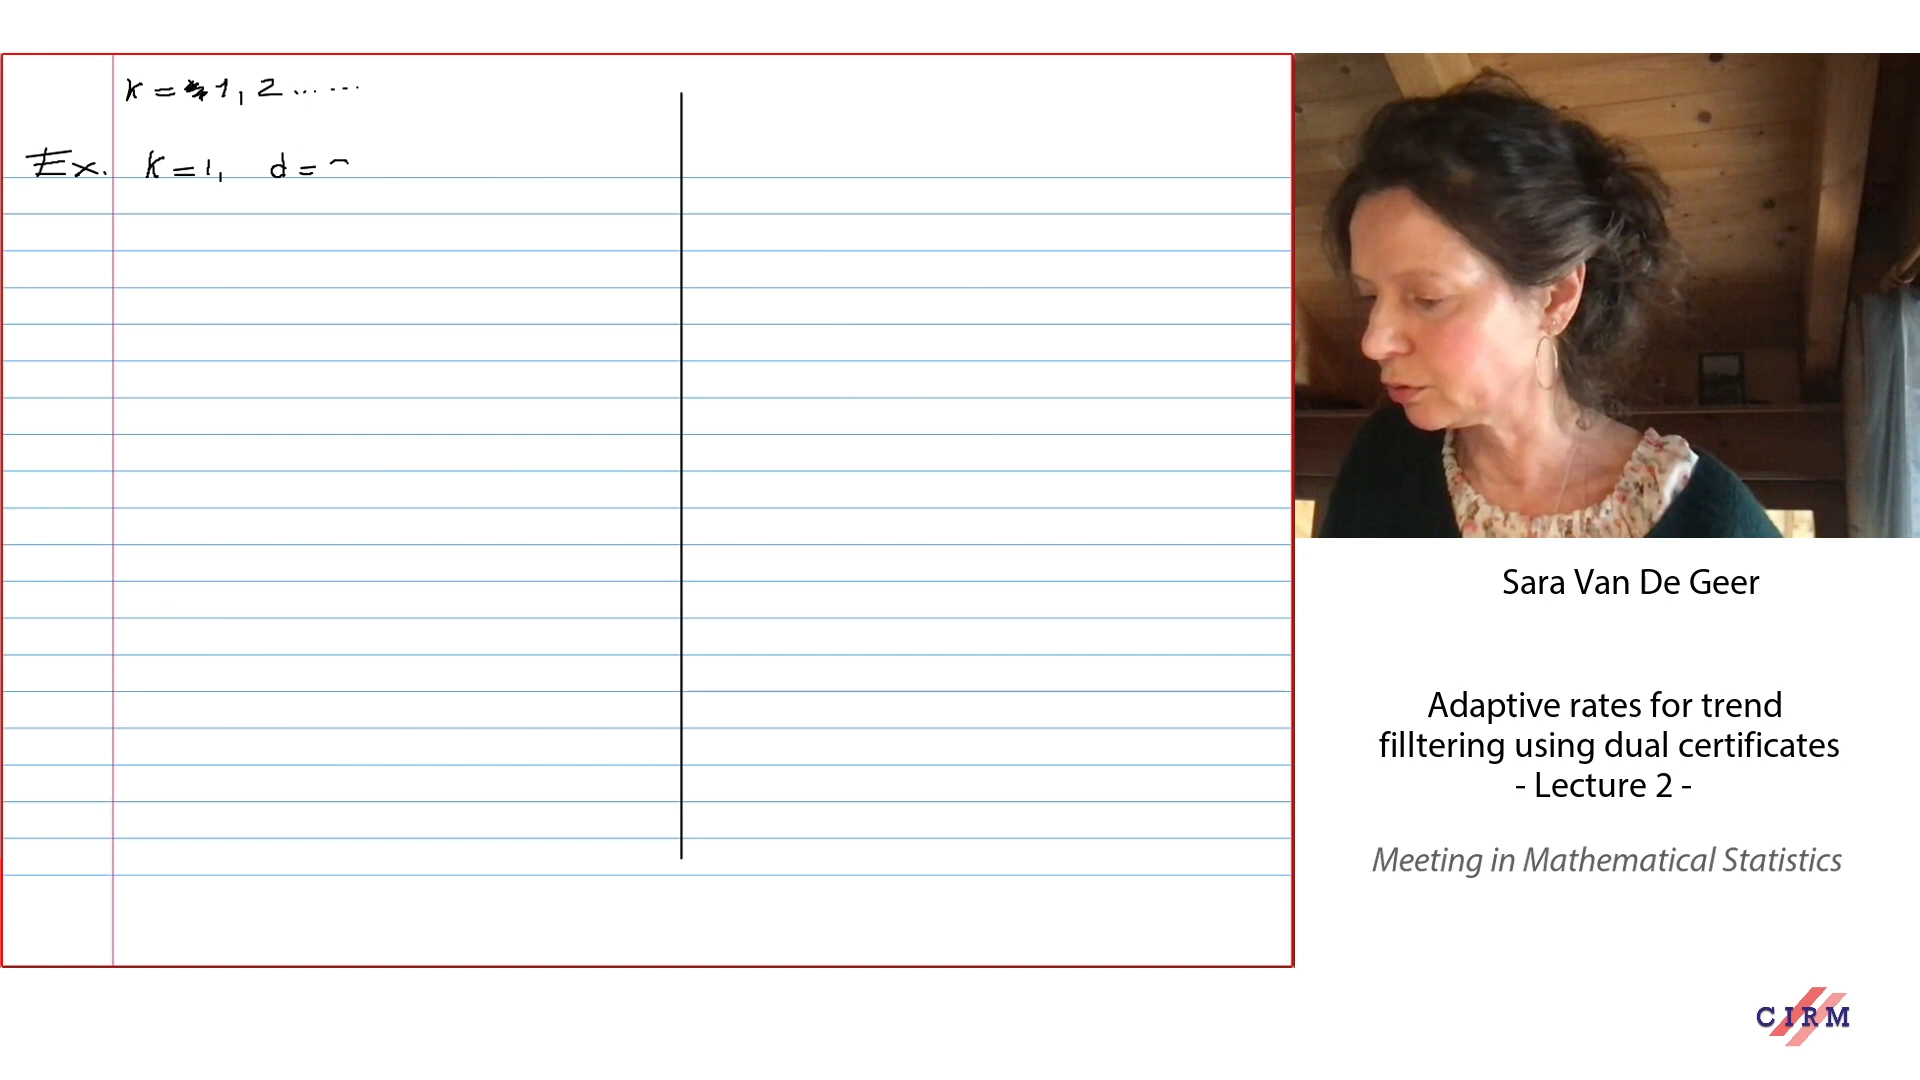 k = 1, 2 ......
Ex. k = 1, d =
Sara Van De Geer
Adaptive rates for trend
filltering using dual certificates
- Lecture 2 -
Meeting in Mathematical Statistics
CIRM